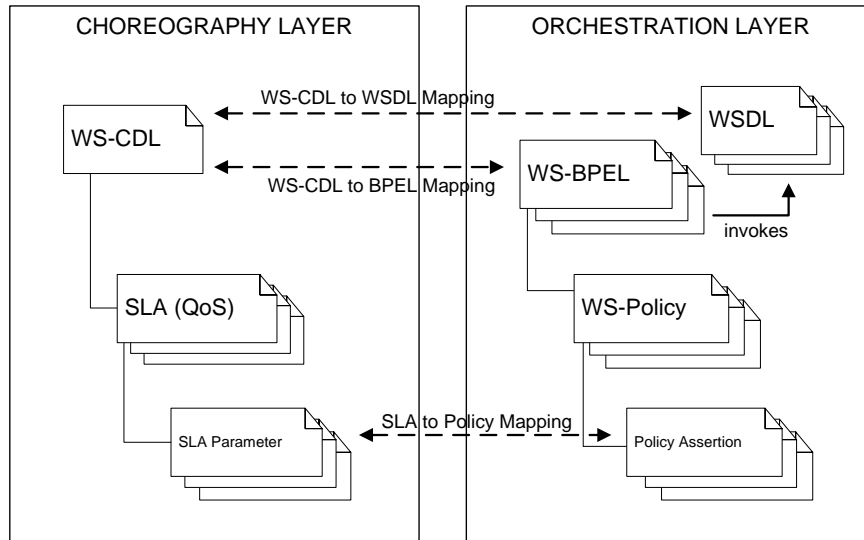 CHOREOGRAPHY LAYER
ORCHESTRATION LAYER
WS-CDL to WSDL Mapping
WS-CDL
WSDL
WS-CDL to BPEL Mapping
WS-BPEL
invokes
SLA (QoS)
WS-Policy
SLA to Policy Mapping
SLA Parameter
Policy Assertion